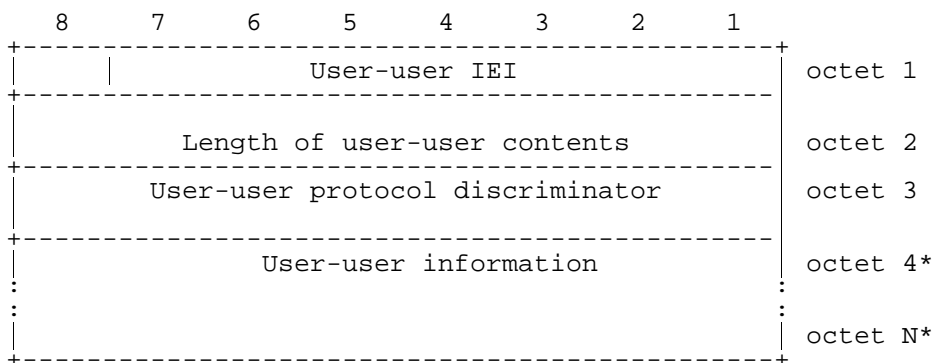 8 7 6 5 4 3 2 1
User-user IEI octet 1
Length of user-user contents octet 2
User-user protocol discriminator octet 3
User-user information octet 4*
: :
: :
octet N*